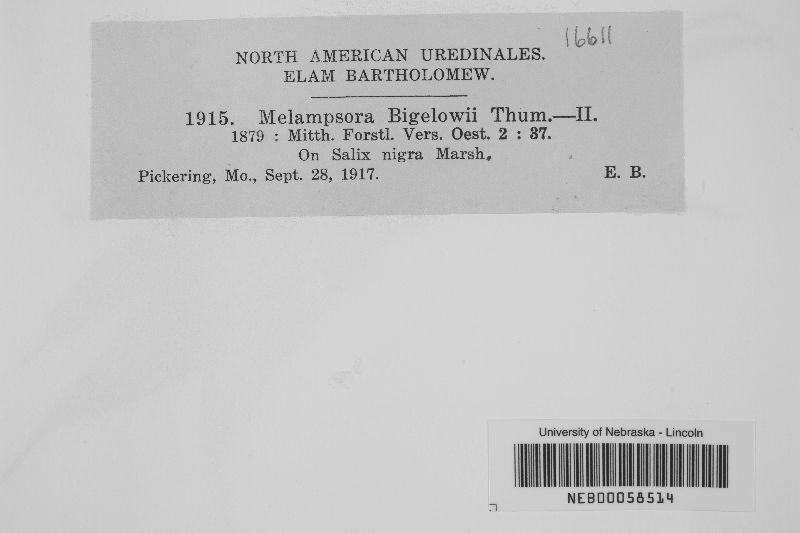 16611
NORTH AMERICAN UREDINALES.
ELAM BARTHOLOMEW.
1915. Melampsora Bigelowii Thum.—II.
1879 : Mitth. Forstl. Vers. Oest. 2 : 37.
On Salix nigra Marsh.
Pickering, Mo., Sept. 28, 1917. E. B.
University of Nebraska - Lincoln
NEB00058514